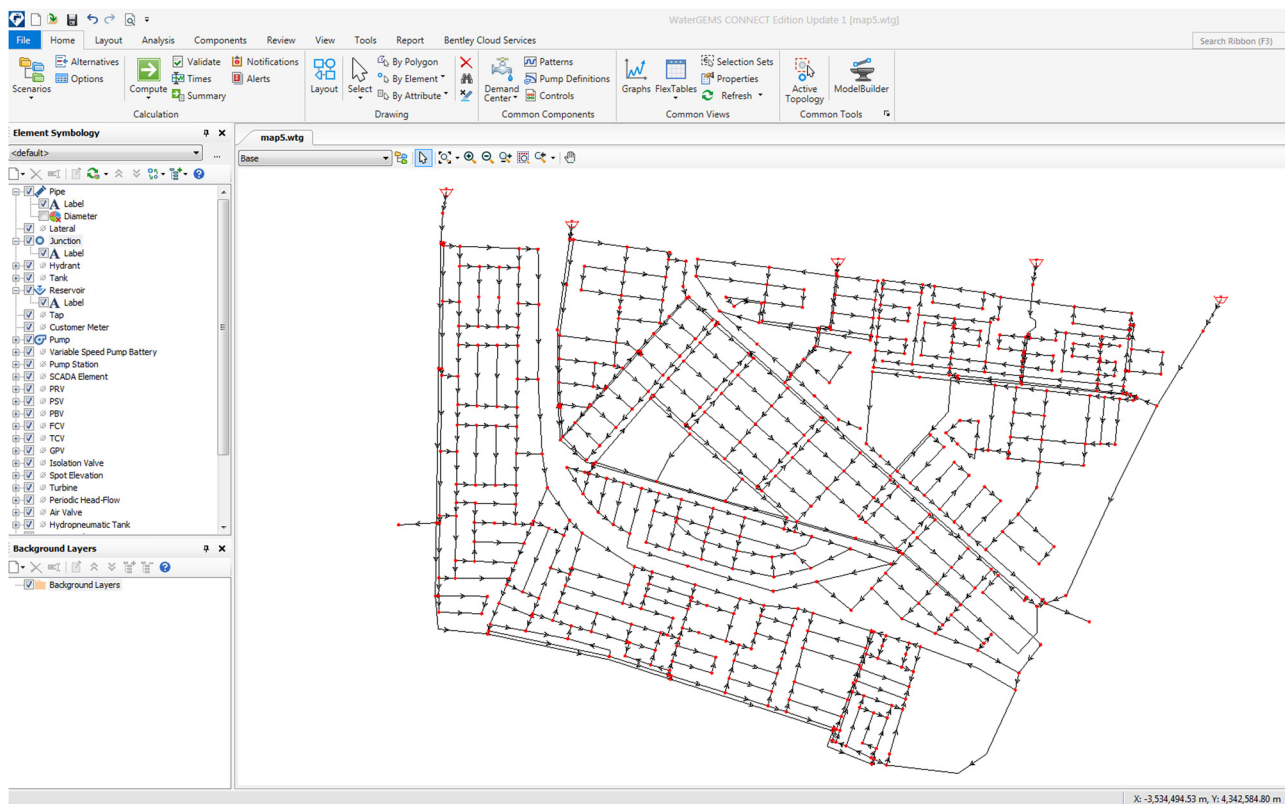 WaterGEMS CONNECT Edition Update 1 [map5.wtg]
File Home Layout Analysis Components Review View Tools Report Bentley Cloud Services
Search Ribbon (F3)
Scenarios
Alternatives
Options
Compute
Validate
Times
Summary
Notifications
Alerts
Calculation
Layout
Select
By Polygon
By Element
By Attribute
Drawing
Demand
Center
Patterns
Pump Definitions
Controls
Common Components
Graphs
FlexTables
Selection Sets
Properties
Refresh
Common Views
Active
Topology
ModelBuilder
Common Tools
Element Symbology
<default>
...
Pipe
A Label
Diameter
Lateral
Junction
A Label
Hydrant
Tank
Reservoir
A Label
Tap
Customer Meter
Pump
Variable Speed Pump Battery
Pump Station
SCADA Element
PRV
PSV
PBV
FCV
TCV
GPV
Isolation Valve
Spot Elevation
Turbine
Periodic Head-Flow
Air Valve
Hydropneumatic Tank
Background Layers
Background Layers
map5.wtg
Base
X: -3,534,494.53 m, Y: 4,342,584.80 m